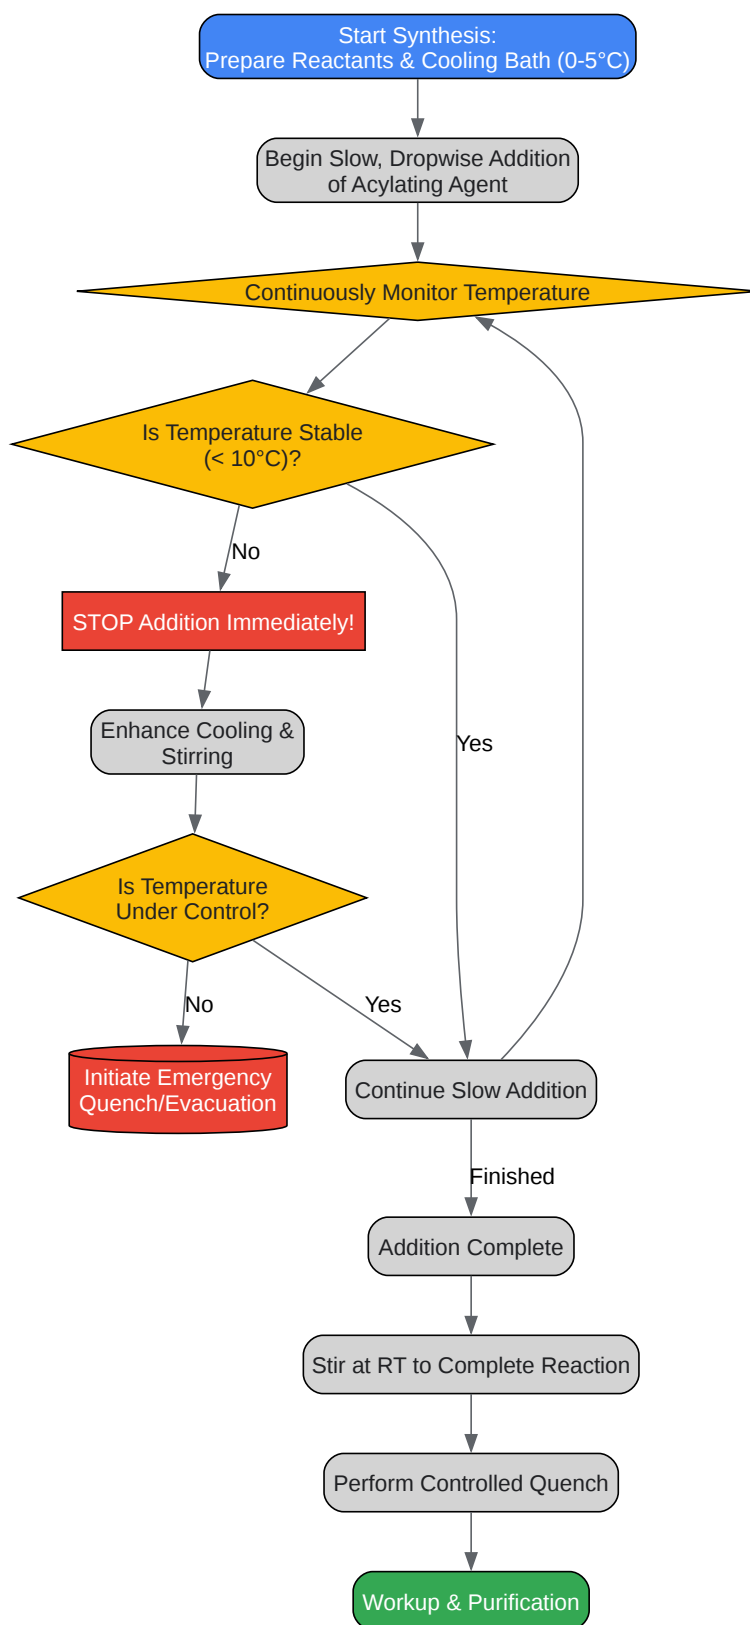 Start Synthesis:
Prepare Reactants & Cooling Bath (0-5°C)
Begin Slow, Dropwise Addition
of Acylating Agent
Continuously Monitor Temperature
Is Temperature Stable
(< 10°C)?
No
STOP Addition Immediately!
Enhance Cooling &
Stirring
Yes
Is Temperature
Under Control?
No
Yes
Initiate Emergency
Quench/Evacuation
Continue Slow Addition
Finished
Addition Complete
Stir at RT to Complete Reaction
Perform Controlled Quench
Workup & Purification